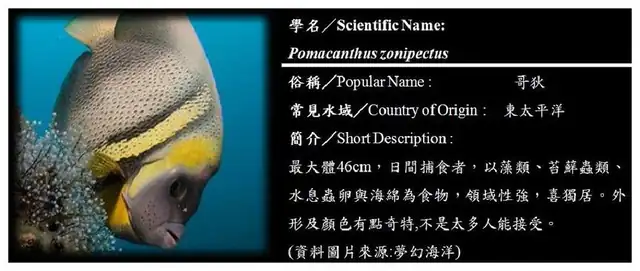 學名／Scientific Name:
Pomacanthus zonipectus
俗稱／Popular Name : 哥狄
常見水域／Country of Origin : 東太平洋
簡介／Short Description :
最大體46cm，日間捕食者，以藻類、苔蘚蟲類、
水息蟲卵與海綿為食物，領域性強，喜獨居。外
形及顏色有點奇特,不是太多人能接受。
(資料圖片來源:夢幻海洋)